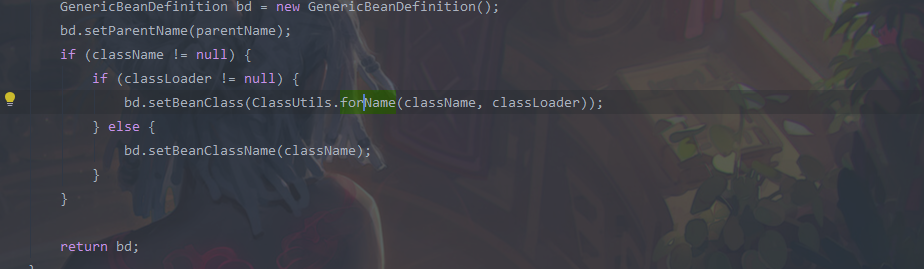 GenericBeanDefinition bd = new GenericBeanDefinition();
bd.setParentName(parentName);
if (className != null) {
if (classLoader != null) {
bd.setBeanClass(ClassUtils.forName(className, classLoader));
} else {
bd.setBeanClassName(className);
}
}
return bd;
}